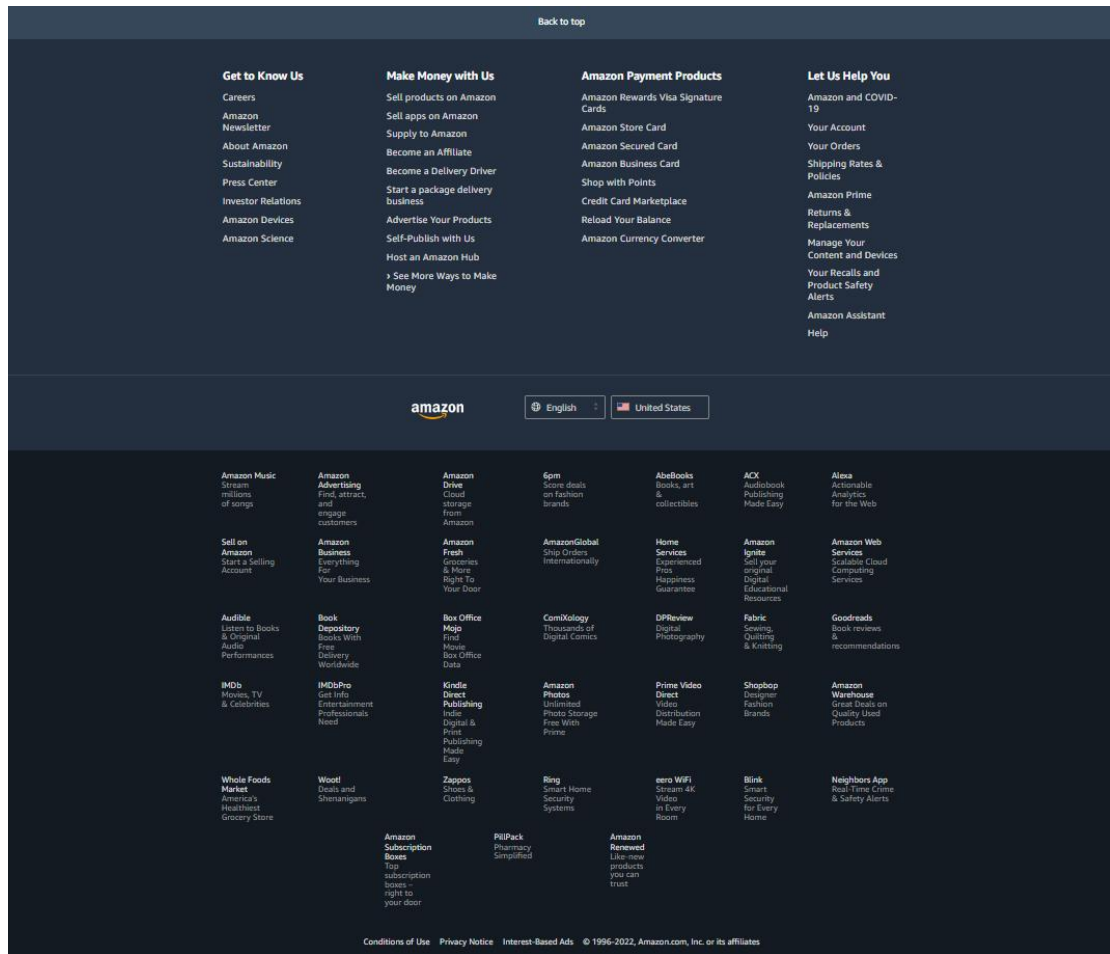 Back to top
Get to Know Us
Careers
Amazon
Newsletter
About Amazon
Sustainability
Press Center
Investor Relations
Amazon Devices
Amazon Science
Make Money with Us
Sell products on Amazon
Sell apps on Amazon
Supply to Amazon
Become an Affiliate
Become a Delivery Driver
Start a package delivery
business
Advertise Your Products
Self-Publish with Us
Host an Amazon Hub
› See More Ways to Make
Money
Amazon Payment Products
Amazon Rewards Visa Signature
Cards
Amazon Store Card
Amazon Secured Card
Amazon Business Card
Shop with Points
Credit Card Marketplace
Reload Your Balance
Amazon Currency Converter
Let Us Help You
Amazon and COVID-
19
Your Account
Your Orders
Shipping Rates &
Policies
Amazon Prime
Returns &
Replacements
Manage Your
Content and Devices
Your Recalls and
Product Safety
Alerts
Amazon Assistant
Help
amazon
English
United States
Amazon Music
Stream
millions
of songs
Amazon
Advertising
Find, attract,
and
engage
customers
Amazon
Drive
Cloud
storage
from
Amazon
6pm
Score deals
on fashion
brands
AbeBooks
Books, art
&
collectibles
ACX
Audiobook
Publishing
Made Easy
Alexa
Actionable
Analytics
for the Web
Sell on
Amazon
Start a Selling
Account
Amazon
Business
Everything
For
Your Business
Amazon
Fresh
Groceries
& More
Right To
Your Door
AmazonGlobal
Ship Orders
Internationally
Home
Services
Experienced
Pros
Happiness
Guarantee
Amazon
Ignite
Sell your
original
Digital
Educational
Resources
Amazon Web
Services
Scalable Cloud
Computing
Services
Audible
Listen to Books
& Original
Audio
Performances
Book
Depository
Books With
Free
Delivery
Worldwide
Box Office
Mojo
Find
Movie
Box Office
Data
ComiXology
Thousands of
Digital Comics
DPReview
Digital
Photography
Fabric
Sewing,
Quilting
& Knitting
Goodreads
Book reviews
&
recommendations
IMDb
Movies, TV
& Celebrities
IMDbPro
Get Info
Entertainment
Professionals
Need
Kindle
Direct
Publishing
Indie
Digital &
Print
Publishing
Made
Easy
Amazon
Photos
Unlimited
Photo Storage
Free With
Prime
Prime Video
Direct
Video
Distribution
Made Easy
Shopbop
Designer
Fashion
Brands
Amazon
Warehouse
Great Deals on
Quality Used
Products
Whole Foods
Market
America's
Healthiest
Grocery Store
Woot!
Deals and
Shenanigans
Zappos
Shoes &
Clothing
Ring
Smart Home
Security
Systems
eero WiFi
Stream 4K
Video
in Every
Room
Blink
Smart
Security
for Every
Home
Neighbors App
Real-Time Crime
& Safety Alerts
Amazon
Subscription
Boxes
Top
subscription
boxes –
right to
your door
PillPack
Pharmacy
Simplified
Amazon
Renewed
Like-new
products
you can
trust
Conditions of Use Privacy Notice Interest-Based Ads © 1996-2022, Amazon.com, Inc. or its affiliates